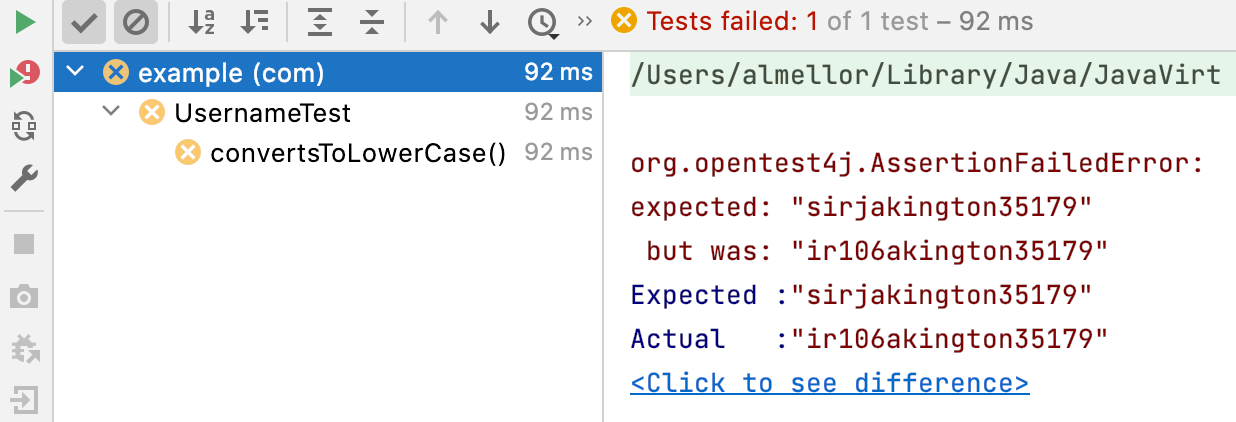 Tests failed: 1 of 1 test – 92 ms
example (com) 92 ms
UsernameTest 92 ms
convertsToLowerCase() 92 ms
/Users/almellor/Library/Java/JavaVirt
org.opentest4j.AssertionFailedError:
expected: "sirjakington35179"
but was: "ir106akington35179"
Expected :"sirjakington35179"
Actual   :"ir106akington35179"
<Click to see difference>